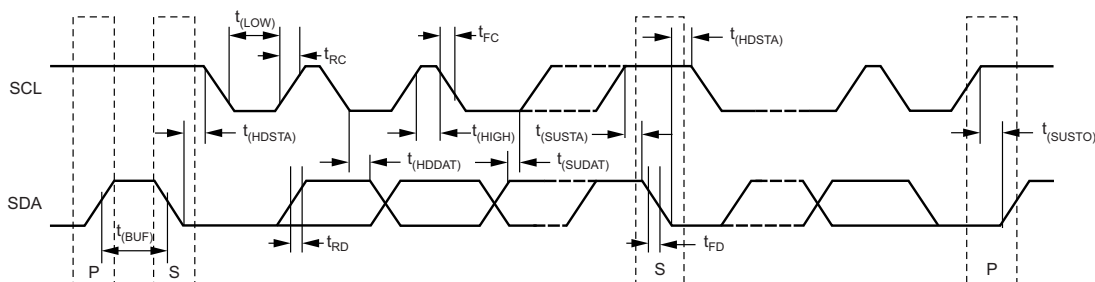 t(LOW)
tFC
t(HDSTA)
tRC
SCL
t(HDSTA)
t(HIGH)
t(SUSTA)
t(SUSTO)
t(HDDAT)
t(SUDAT)
SDA
t(BUF)
tRD
tFD
P
S
S
P